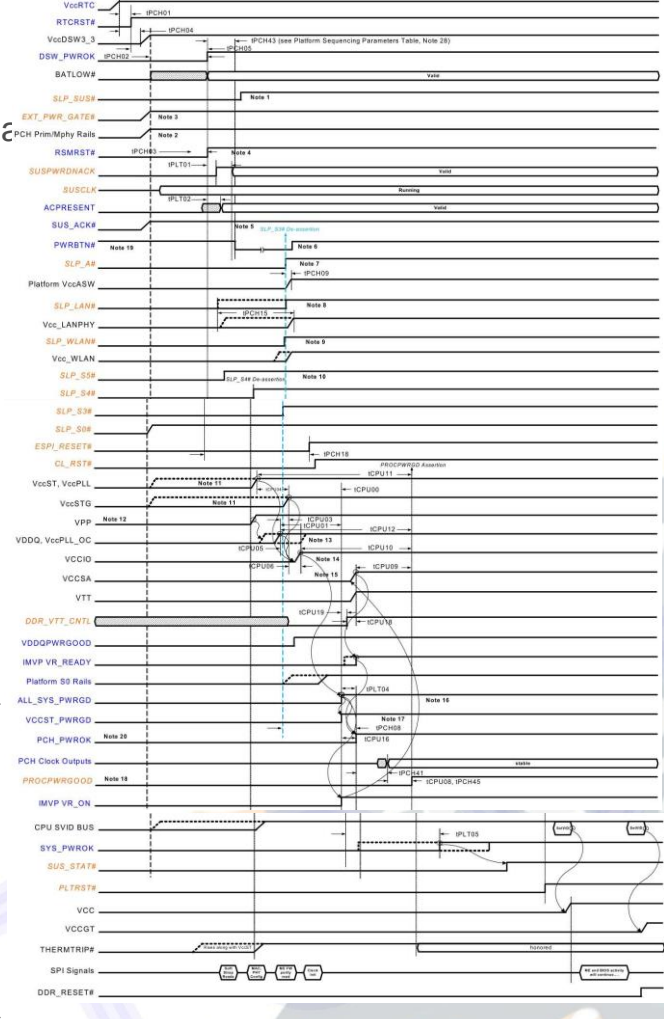 VccRTC
RTCRST# tPCH01
tPCH04
VccDSW3_3 tPCH43 (see Platform Sequencing Parameters Table, Note 28)
tPCH05
DSW_PWROK tPCH02
BATLOW# Valid
SLP_SUS# Note 1
EXT_PWR_GATE# Note 3
PCH Prim/Mphy Rails Note 2
RSMRST# tPCH03 Note 4
tPLT01
SUSPWRDNACK Valid
SUSCLK Running
tPLT02
ACPRESENT Valid
SUS_ACK# Note 5 SLP_S3# De-assertion
PWRBTN# Note 19 Note 6
SLP_A# Note 7
tPCH09
Platform VccASW
SLP_LAN# Note 8
tPCH15
Vcc_LANPHY
SLP_WLAN# Note 9
Vcc_WLAN
SLP_S5# Note 10
SLP_S4# De-assertion
SLP_S4#
SLP_S3#
SLP_S0#
ESPI_RESET#
tPCH18
CL_RST#
PROCPWRGD Assertion
tCPU11
VccST, VccPLL Note 11
tCPU00
VccSTG Note 11
tCPU03
VPP Note 12 tCPU01
tCPU12
VDDQ, VccPLL_OC Note 13
tCPU05 tCPU10
VCCIO Note 14
tCPU06 tCPU09
VCCSA Note 15
VTT
tCPU19
DDR_VTT_CNTL tCPU18
VDDQPWRGOOD
IMVP VR_READY
Platform S0 Rails
tPLT04
ALL_SYS_PWRGD Note 16
VCCST_PWRGD Note 17
tPCH08
PCH_PWROK Note 20
tCPU16
PCH Clock Outputs stable
tPCH41
PROCPWRGOOD Note 18 tCPU08, tPCH45
IMVP VR_ON
CPU SVID BUS
SYS_PWROK tPLT05
SUS_STAT#
PLTRST#
VCC
VCCGT
THERMTRIP# honored
SPI Signals
DDR_RESET#